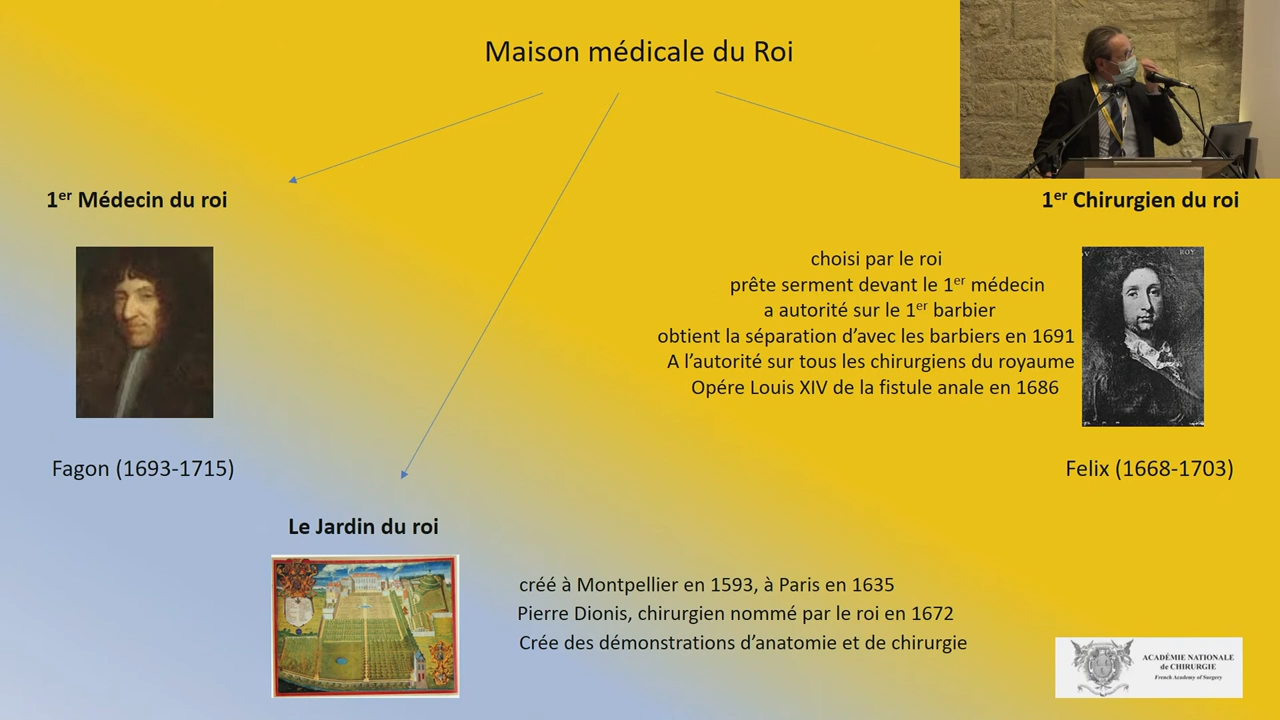 Maison médicale du Roi
1er Médecin du roi
1er Chirurgien du roi
choisi par le roi
prête serment devant le 1er médecin
a autorité sur le 1er barbier
obtient la séparation d'avec les barbiers en 1691
A l'autorité sur tous les chirurgiens du royaume
Opére Louis XIV de la fistule anale en 1686
ROY
Fagon (1693-1715)
Felix (1668-1703)
Le Jardin du roi
créé à Montpellier en 1593, à Paris en 1635
Pierre Dionis, chirurgien nommé par le roi en 1672
Crée des démonstrations d'anatomie et de chirurgie
ACADÉMIE NATIONALE
de CHIRURGIE
French Academy of Surgery